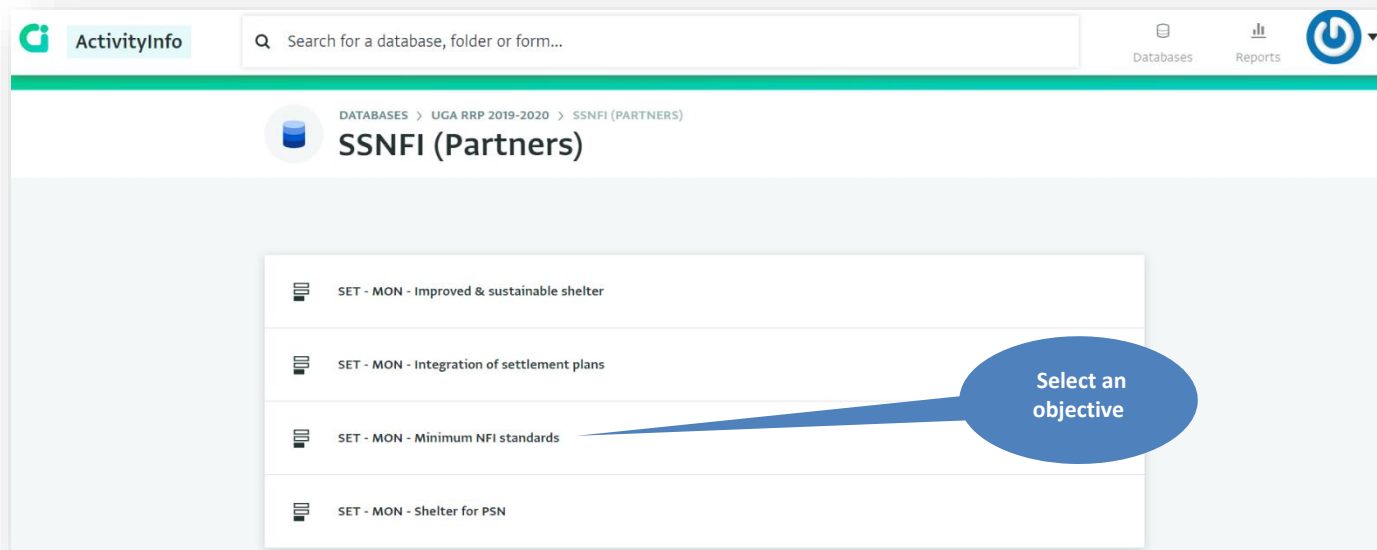 ActivityInfo
Search for a database, folder or form...
Databases
Reports
DATABASES > UGA RRP 2019-2020 > SSNFI (PARTNERS)
SSNFI (Partners)
SET - MON - Improved & sustainable shelter
SET - MON - Integration of settlement plans
Select an
objective
SET - MON - Minimum NFI standards
SET - MON - Shelter for PSN